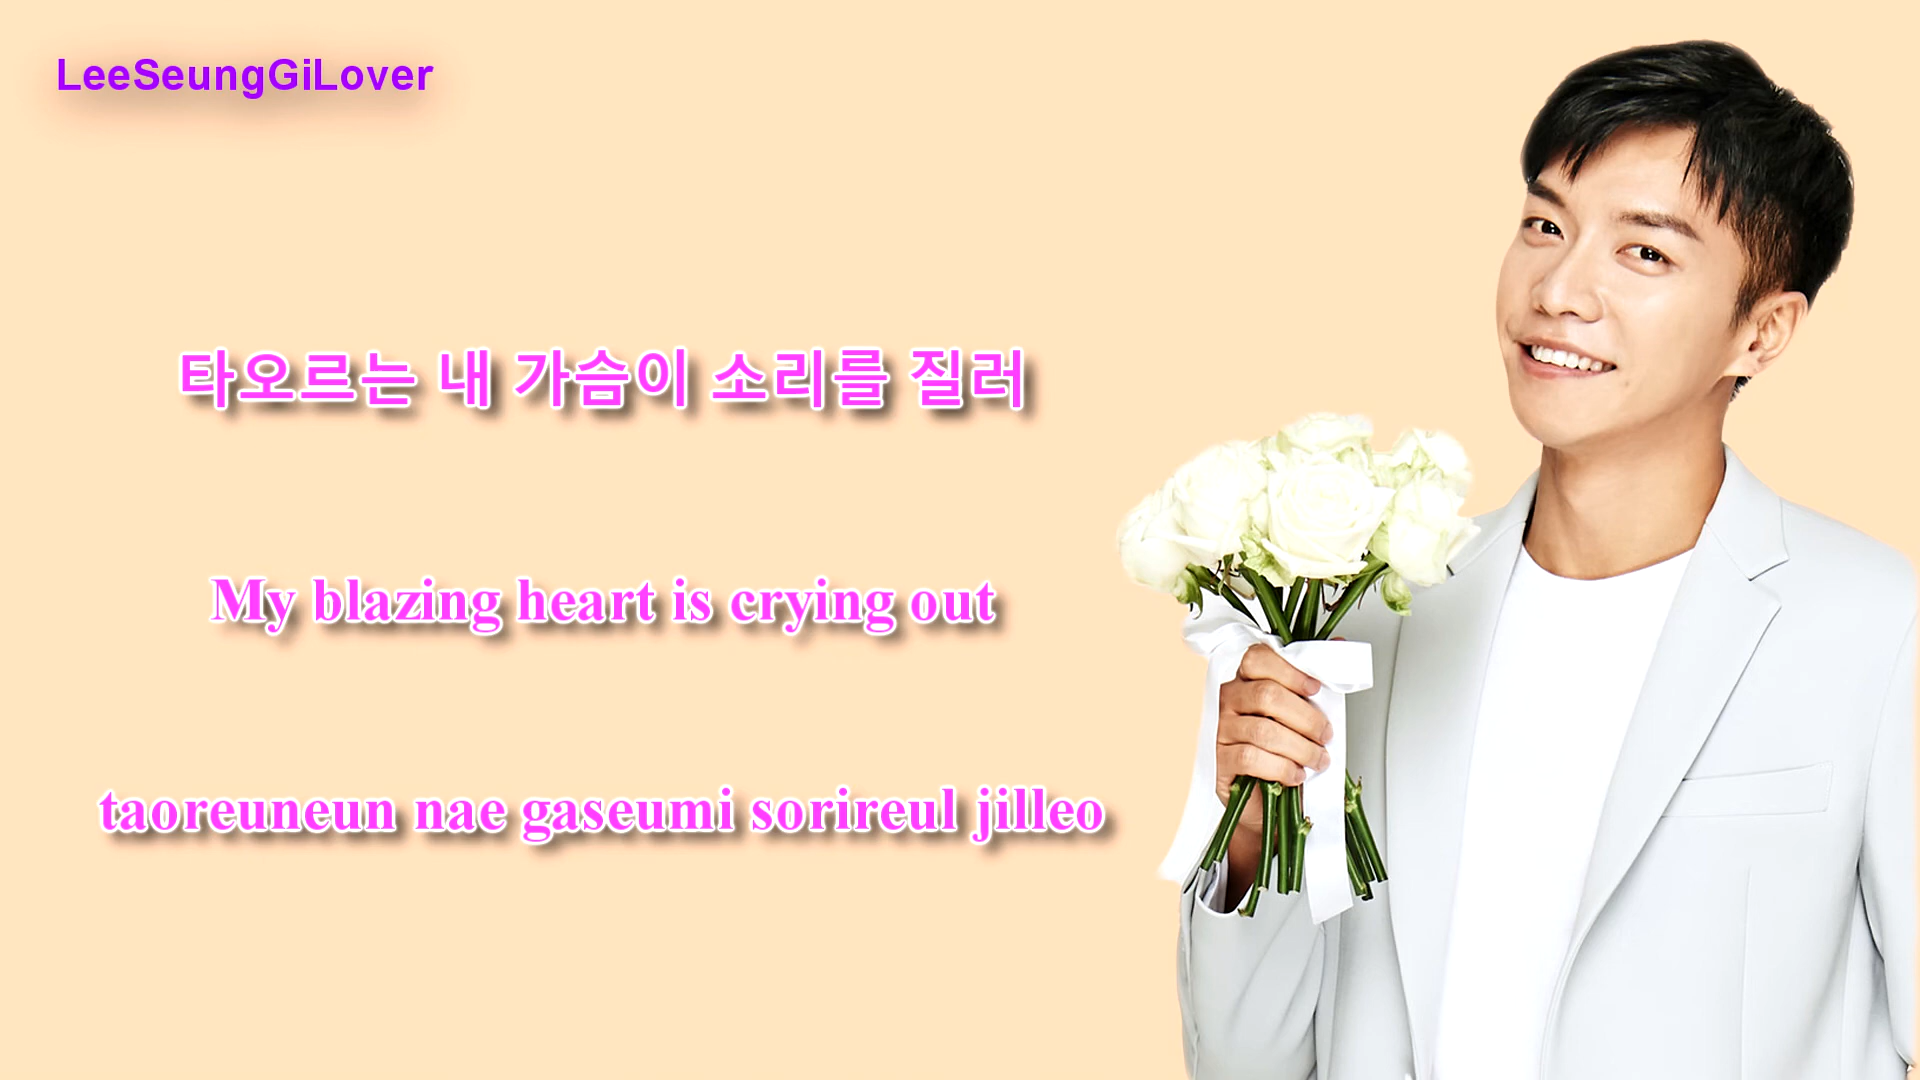 LeeSeungGiLover
타오르는 내 가슴이 소리를 질러
My blazing heart is crying out
taoreuneun nae gaseumi sorireul jilleo